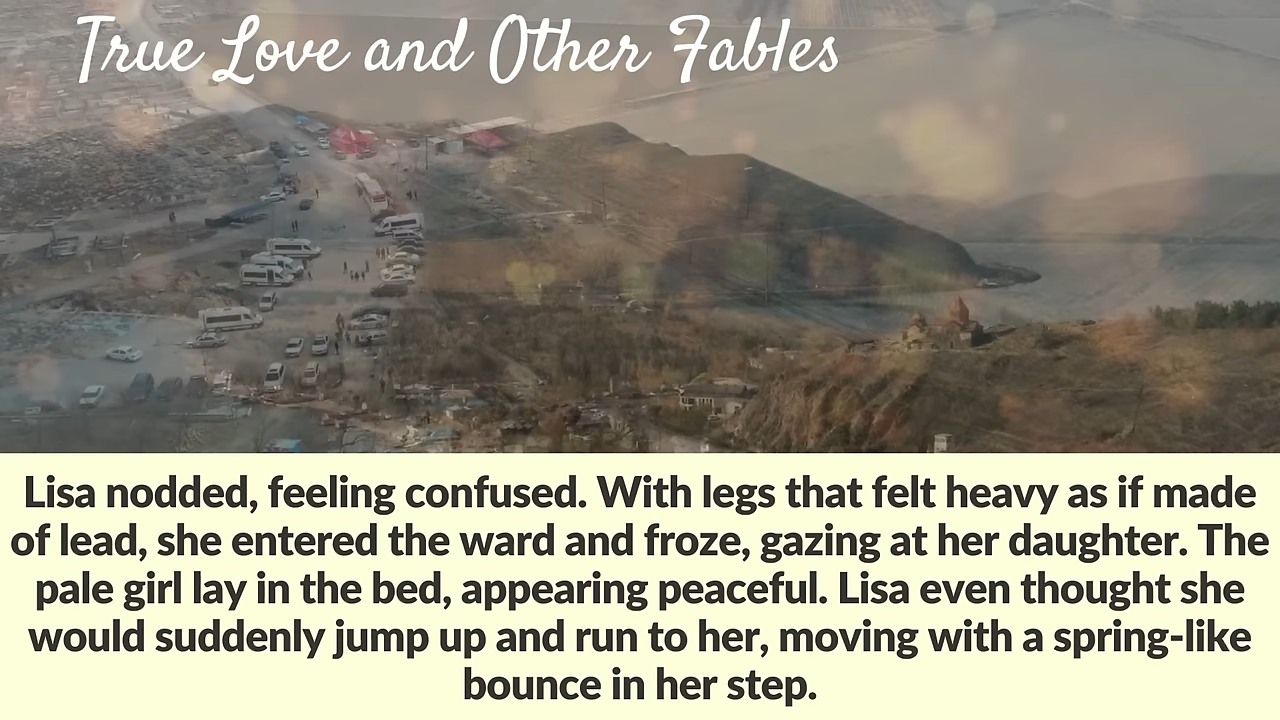 True Love and Other Fables
Lisa nodded, feeling confused. With legs that felt heavy as if made
of lead, she entered the ward and froze, gazing at her daughter. The
pale girl lay in the bed, appearing peaceful. Lisa even thought she
would suddenly jump up and run to her, moving with a spring-like
bounce in her step.